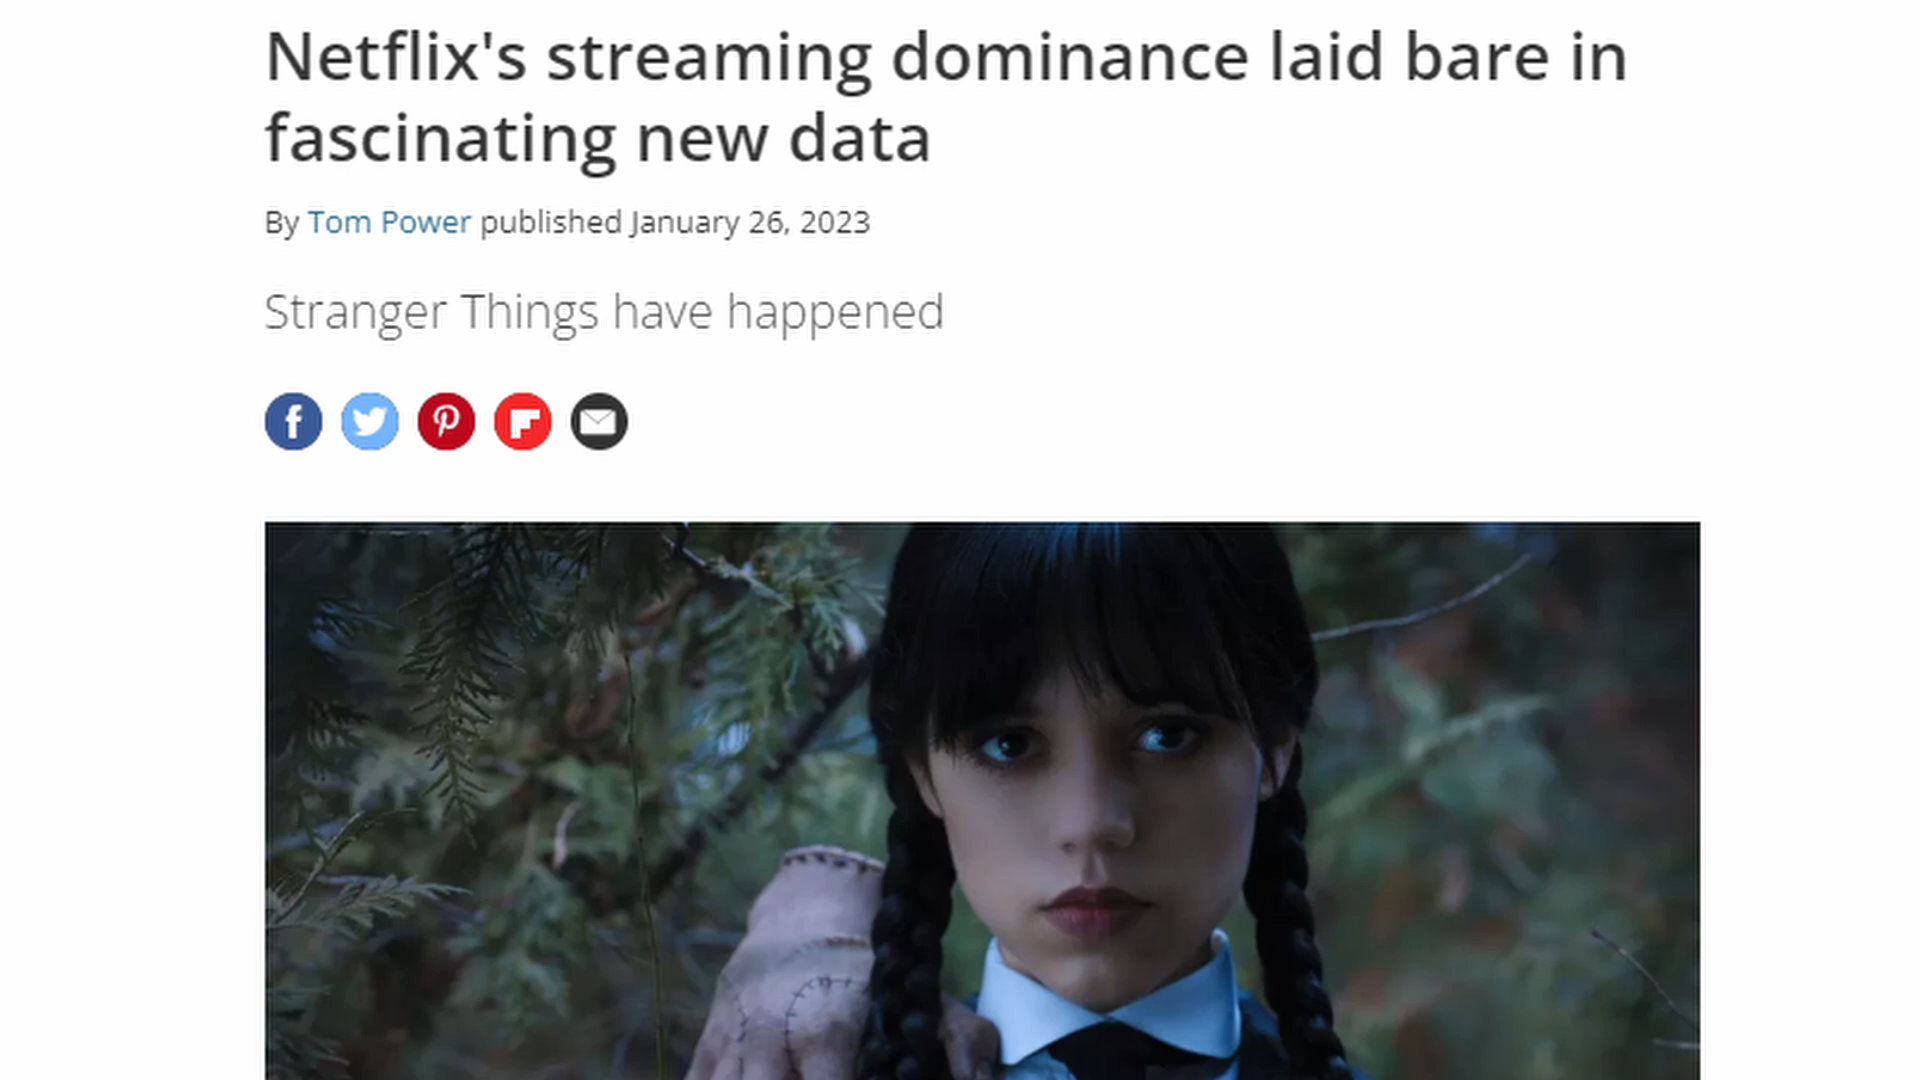 Netflix's streaming dominance laid bare in
fascinating new data
By Tom Power published January 26, 2023
Stranger Things have happened